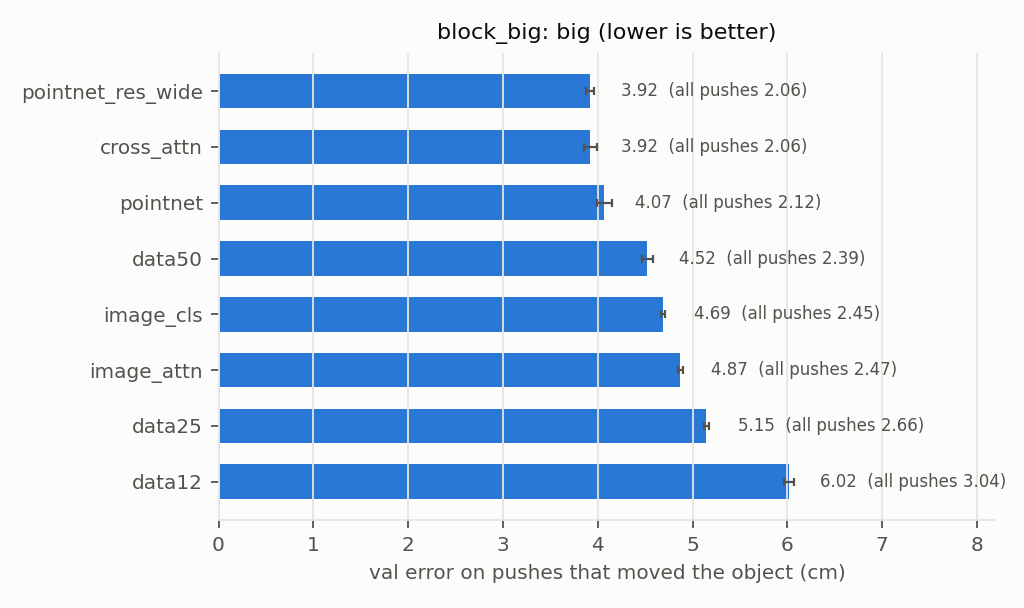 block_big: big (lower is better)
pointnet_res_wide 3.92 (all pushes 2.06)
cross_attn 3.92 (all pushes 2.06)
pointnet 4.07 (all pushes 2.12)
data50 4.52 (all pushes 2.39)
image_cls 4.69 (all pushes 2.45)
image_attn 4.87 (all pushes 2.47)
data25 5.15 (all pushes 2.66)
data12 6.02 (all pushes 3.04)
0 1 2 3 4 5 6 7 8
val error on pushes that moved the object (cm)